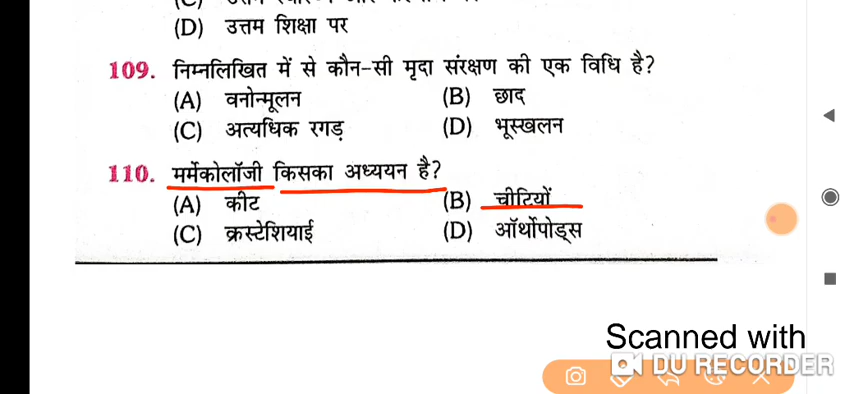 (D) उत्तम शिक्षा पर
109. निम्नलिखित में से कौन-सी मृदा संरक्षण की एक विधि है?
(A) वनोन्मूलन (B) छाद
(C) अत्यधिक रगड़ (D) भूस्खलन
110. मर्मेकोलॉजी किसका अध्ययन है?
(A) कीट (B) चीटियों
(C) क्रस्टेशियाई (D) ऑर्थोपोड्स
Scanned with
DU RECORDER